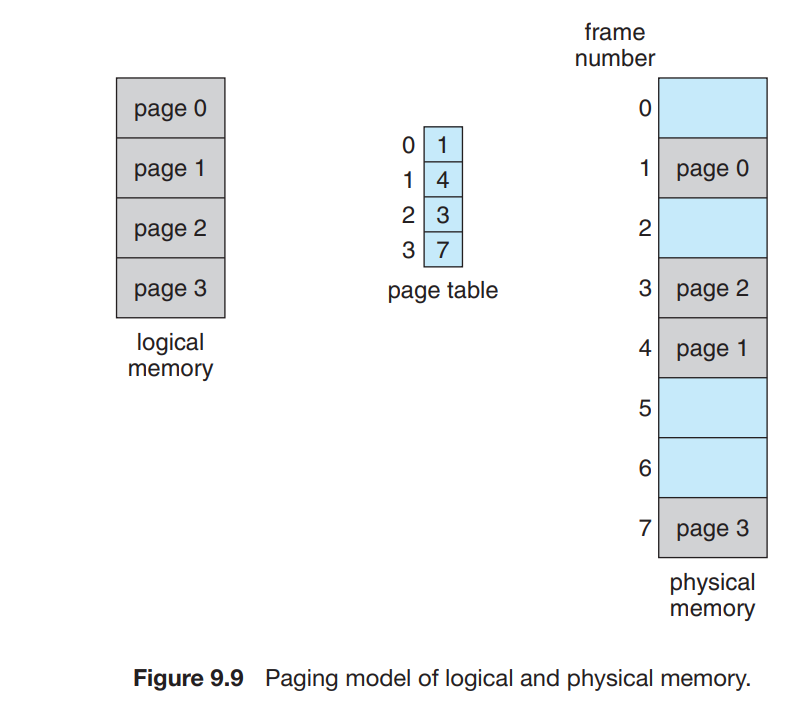 page 0
page 1
page 2
page 3
logical
memory
0 1
1 4
2 3
3 7
page table
frame
number
0
1 page 0
2
3 page 2
4 page 1
5
6
7 page 3
physical
memory
Figure 9.9 Paging model of logical and physical memory.